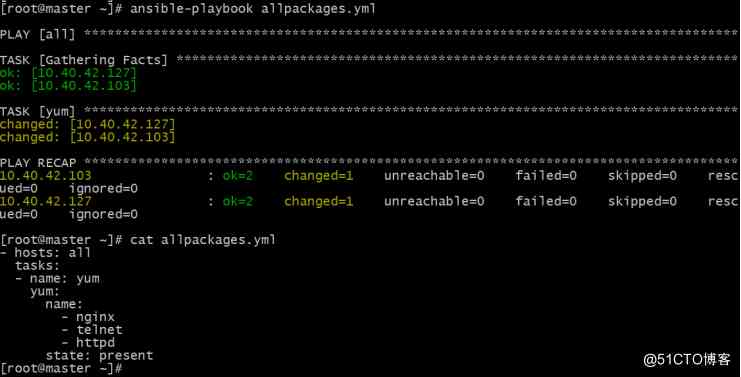 [root@master ~]# ansible-playbook allpackages.yml
PLAY [all] *************************************************************************************
TASK [Gathering Facts] *************************************************************************
ok: [10.40.42.127]
ok: [10.40.42.103]
TASK [yum] *************************************************************************************
changed: [10.40.42.127]
changed: [10.40.42.103]
PLAY RECAP *************************************************************************************
10.40.42.103               : ok=2    changed=1    unreachable=0    failed=0    skipped=0    resc
ued=0    ignored=0
10.40.42.127               : ok=2    changed=1    unreachable=0    failed=0    skipped=0    resc
ued=0    ignored=0
[root@master ~]# cat allpackages.yml
- hosts: all
  tasks:
  - name: yum
    yum:
      name:
        - nginx
        - telnet
        - httpd
      state: present
[root@master ~]#
@51CTO博客